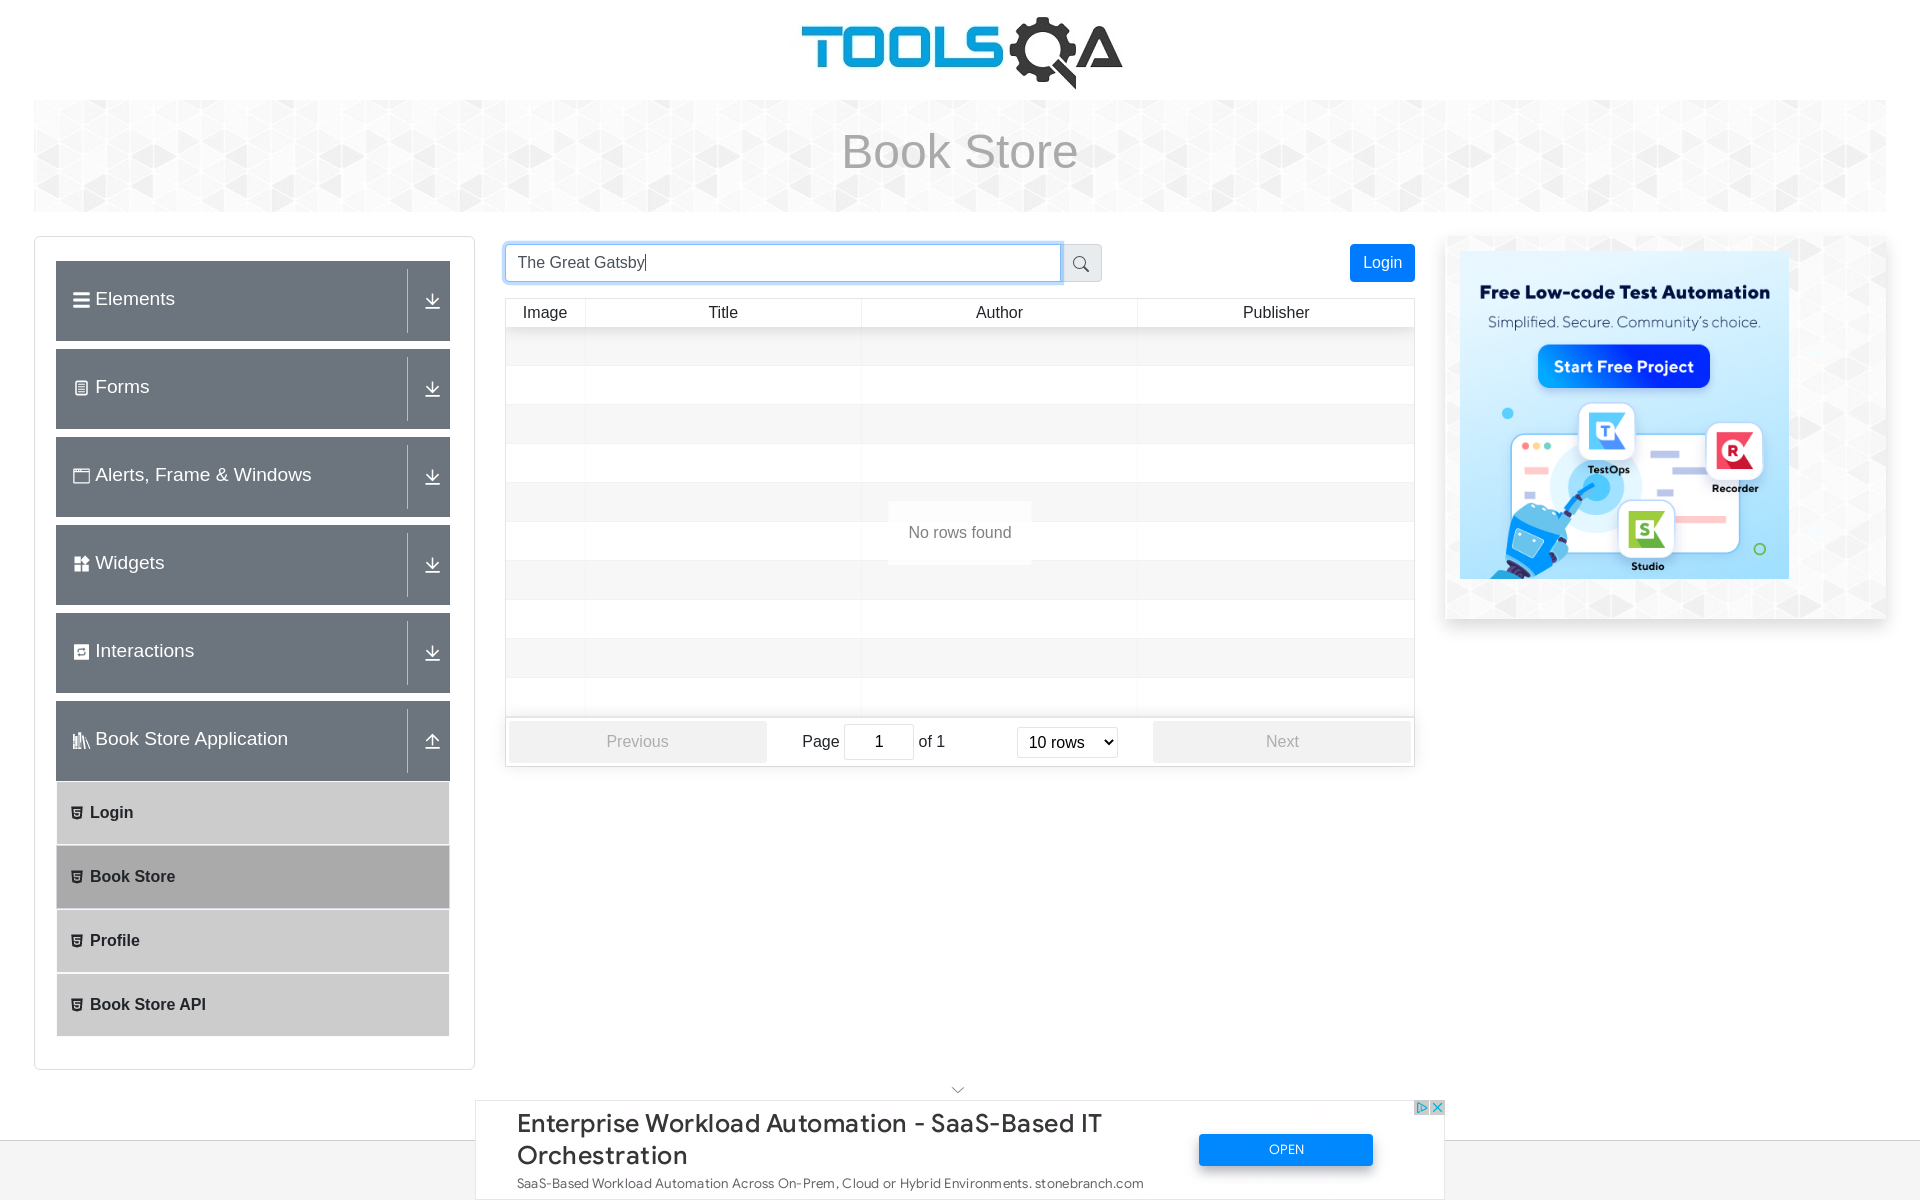 TOOLSQA
Book Store
Elements
Forms
Alerts, Frame & Windows
Widgets
Interactions
Book Store Application
Login
Book Store
Profile
Book Store API
The Great Gatsby
Login
Image Title Author Publisher
No rows found
Previous Page 1 of 1 10 rows Next
Free Low-code Test Automation
Simplified. Secure. Community's choice.
Start Free Project
T
TestOps
R
Recorder
S
Studio
Enterprise Workload Automation - SaaS-Based IT
Orchestration
SaaS-Based Workload Automation Across On-Prem, Cloud or Hybrid Environments. stonebranch.com
OPEN